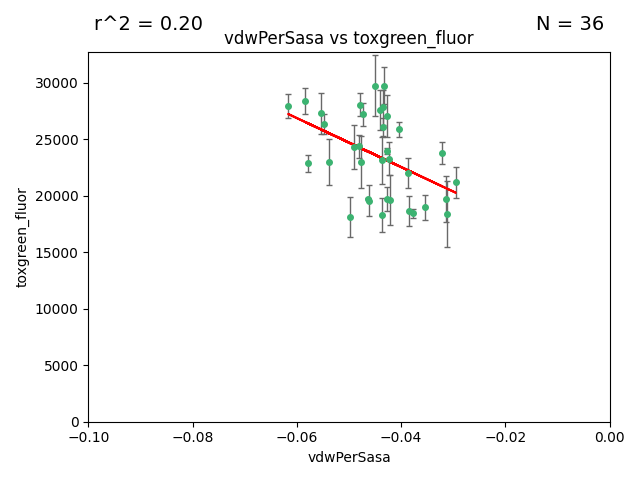 r^2 = 0.20
N = 36
vdwPerSasa vs toxgreen_fluor
30000
25000
20000
15000
10000
5000
0
toxgreen_fluor
−0.10
−0.08
−0.06
−0.04
−0.02
0.00
vdwPerSasa